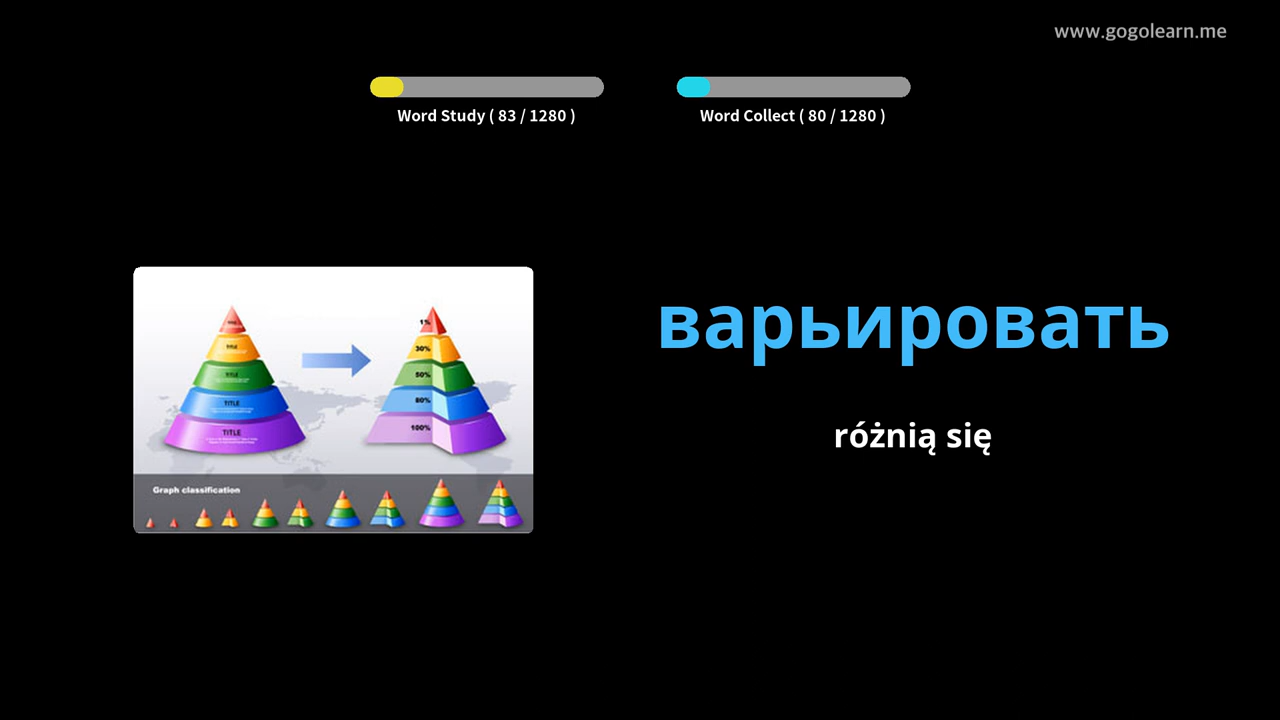 www.gogolearn.me
Word Study ( 83 / 1280 )
Word Collect ( 80 / 1280 )
варьировать
różnią się
TITLE
TITLE
TITLE
TITLE
1%
30%
50%
80%
100%
Graph classification